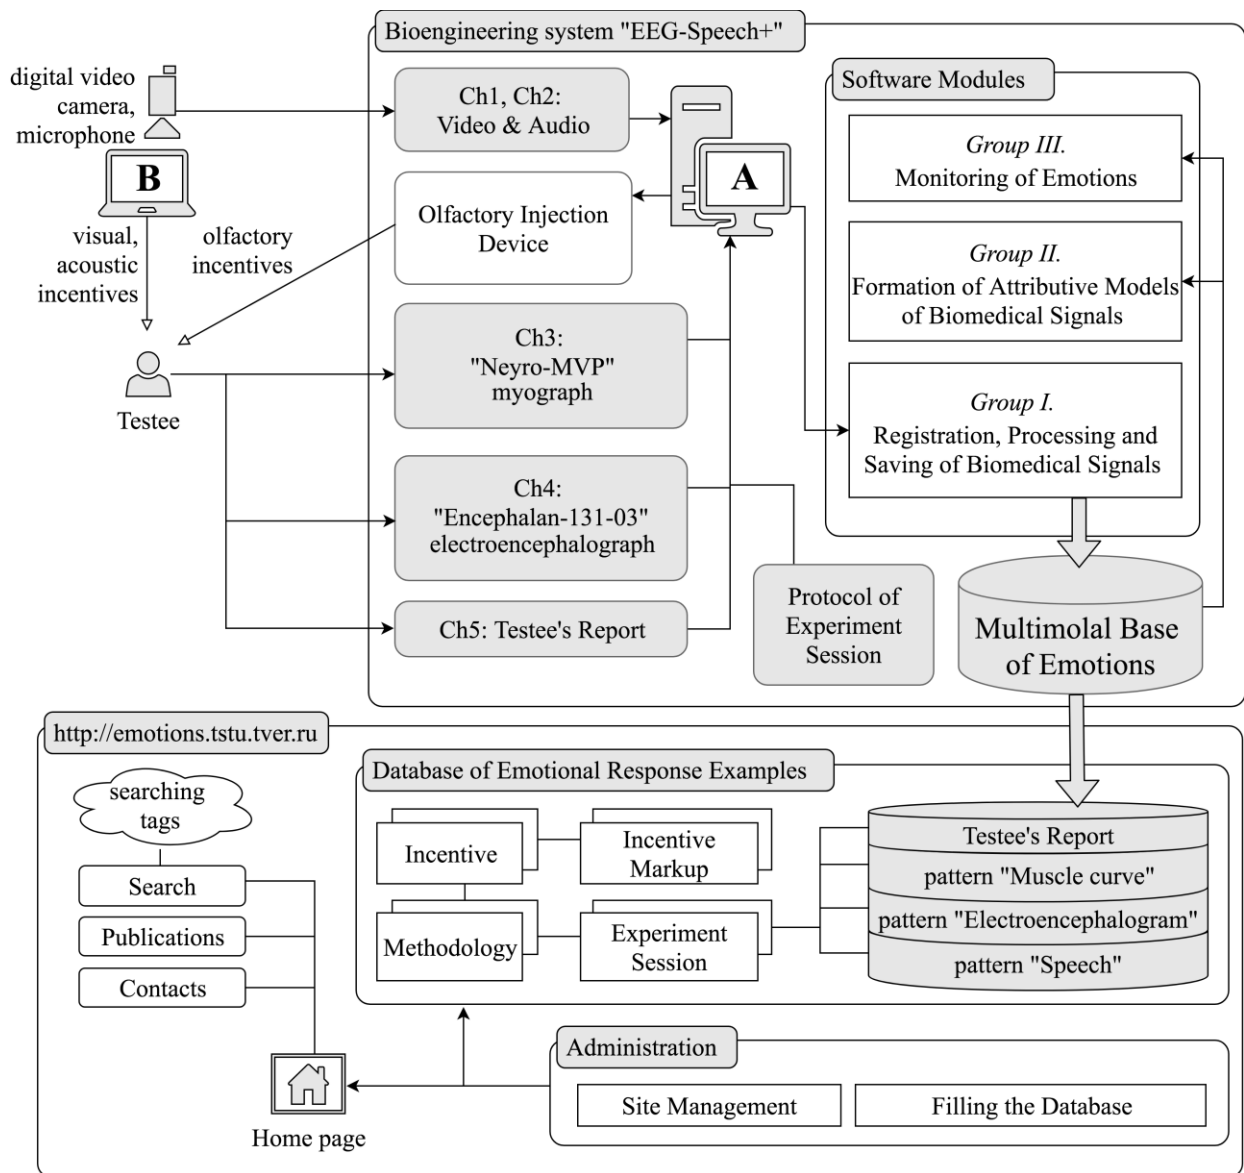 Bioengineering system "EEG-Speech+"
digital video
camera,
microphone
B
visual,
acoustic
incentives
olfactory
incentives
Testee
Ch1, Ch2:
Video & Audio
A
Olfactory Injection
Device
Ch3:
"Neyro-MVP"
myograph
Ch4:
"Encephalan-131-03"
electroencephalograph
Ch5: Testee's Report
Protocol of
Experiment
Session
Software Modules
Group III.
Monitoring of Emotions
Group II.
Formation of Attributive Models
of Biomedical Signals
Group I.
Registration, Processing and
Saving of Biomedical Signals
Multimolal Base
of Emotions
http://emotions.tstu.tver.ru
searching
tags
Search
Publications
Contacts
Home page
Database of Emotional Response Examples
Incentive
Incentive
Markup
Methodology
Experiment
Session
Testee's Report
pattern "Muscle curve"
pattern "Electroencephalogram"
pattern "Speech"
Administration
Site Management
Filling the Database